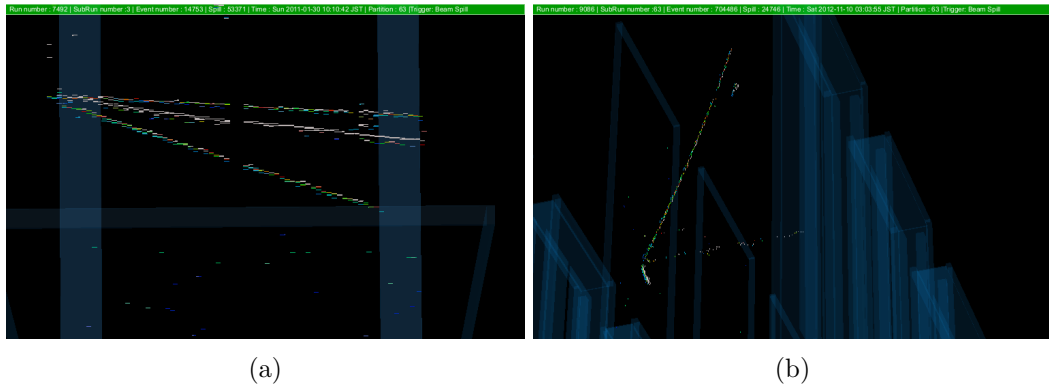 Run number : 7492 | SubRun number :3 | Event number : 14753 | Spill : 53371 | Time : Sun 2011-01-30 10:10:42 JST | Partition : 63 |Trigger: Beam Spill
Run number : 9086 | SubRun number :63 | Event number : 704486 | Spill : 24746 | Time : Sat 2012-11-10 03:03:55 JST | Partition : 63 |Trigger: Beam Spill
(a)
(b)